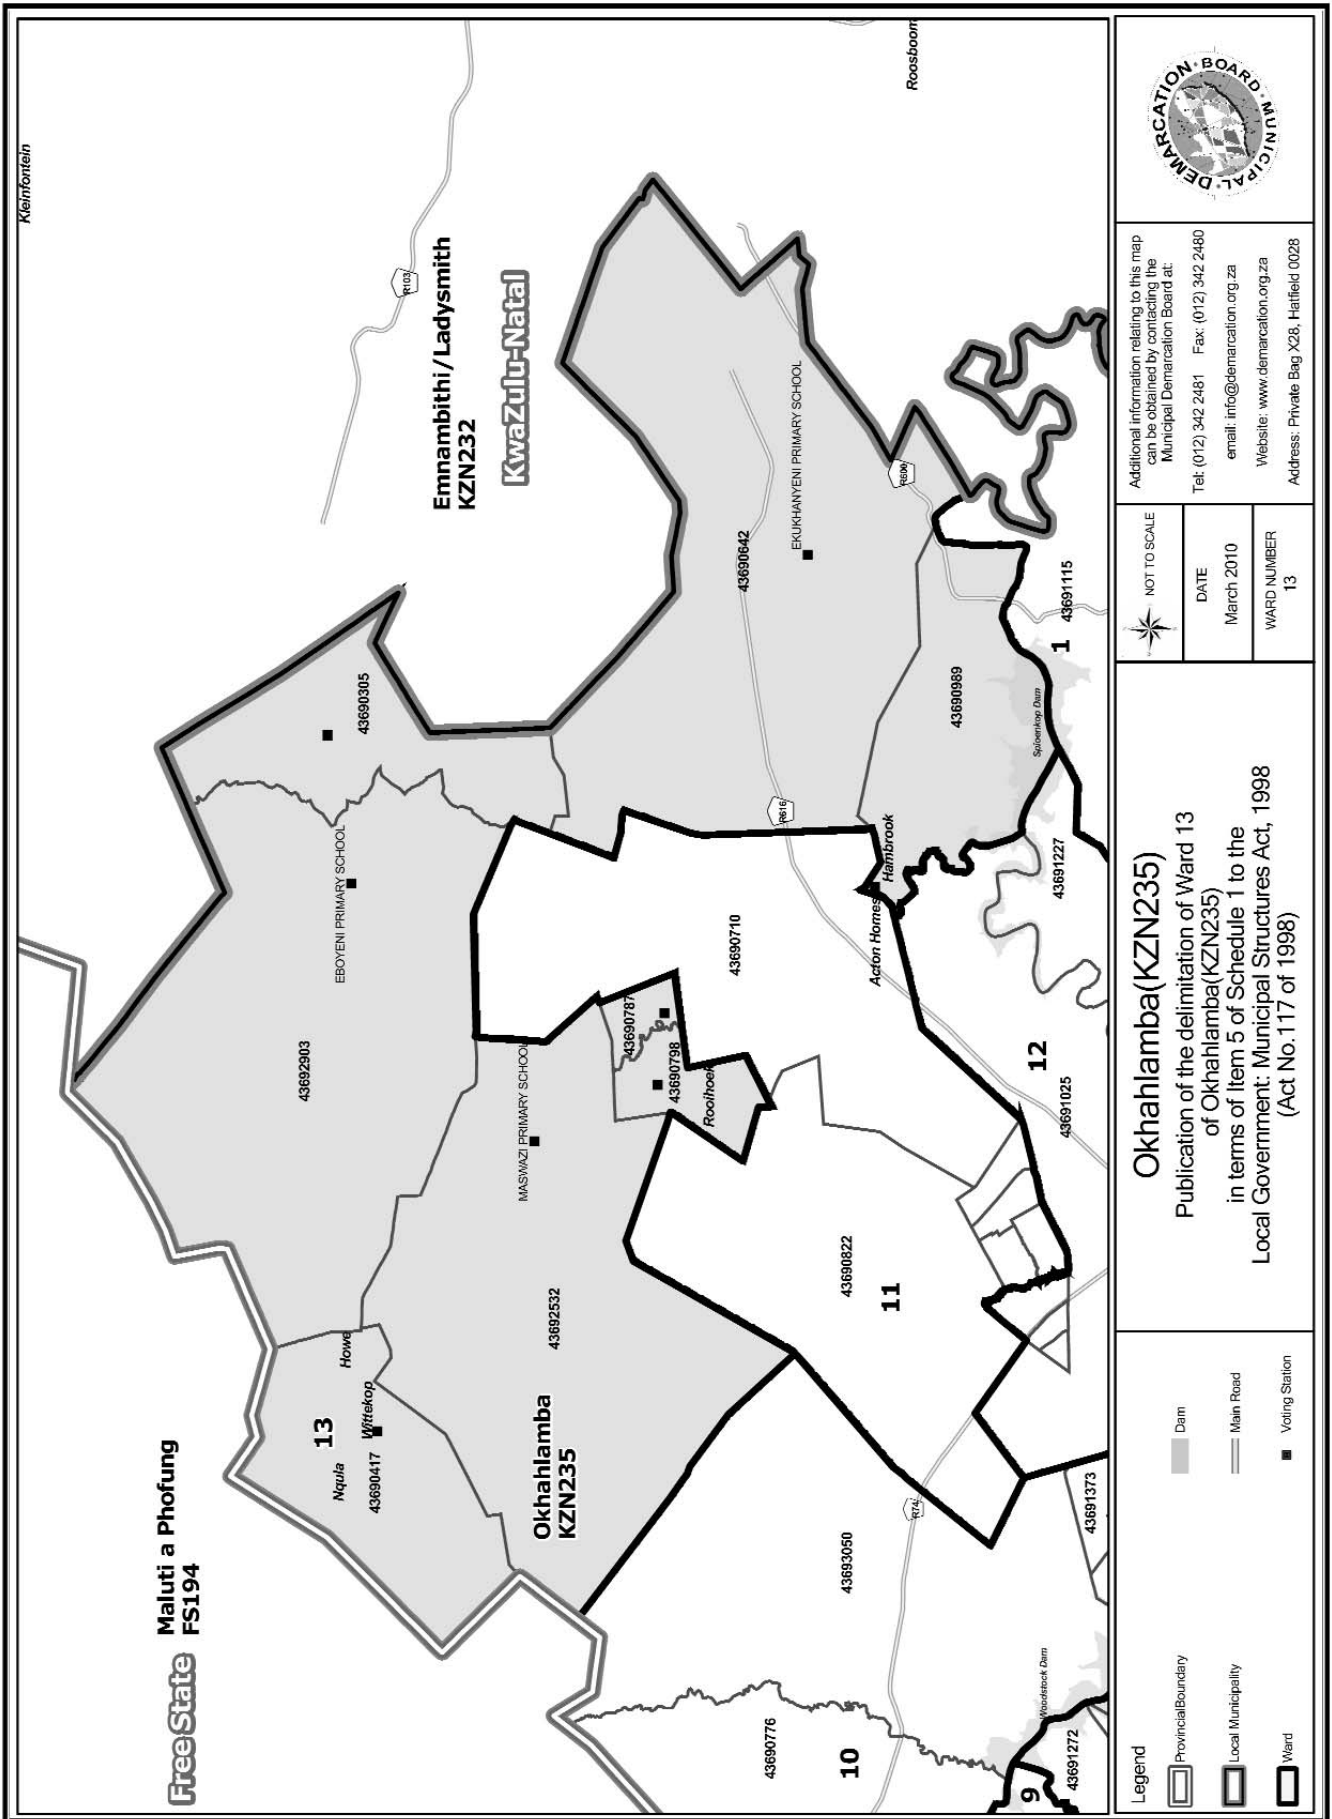 Kleinfontein
Roosboom
R103
Emnambithi/Ladysmith
KZN232
KwaZulu-Natal
Free State
Maluti a Phofung
FS194
43690305
EBOYENI PRIMARY SCHOOL
43692903
MASWAZI PRIMARY SCHOOL
43690642
EKUKHANYENI PRIMARY SCHOOL
R600
R616
43690989
Spioenkop Dam
43691115
1
Hambrook
Acton Homes
43691227
43690710
43690787
43690798
Rooihoek
12
43691025
Howe
13
Wittekop
Nqula
43690417
43692532
Okhahlamba
KZN235
43690822
11
R74
43693050
43691373
43690776
10
Woodstock Dam
9
43691272
Legend
ProvincialBoundary
Local Municipality
Ward
Dam
Main Road
Voting Station
Okhahlamba(KZN235)
Publication of the delimitation of Ward 13
of Okhahlamba(KZN235)
in terms of Item 5 of Schedule 1 to the
Local Government: Municipal Structures Act, 1998
(Act No.117 of 1998)
NOT TO SCALE
DATE
March 2010
WARD NUMBER
13
Additional information relating to this map
can be obtained by contacting the
Municipal Demarcation Board at:
Tel: (012) 342 2481 Fax: (012) 342 2480
email: info@demarcation.org.za
Website: www.demarcation.org.za
Address: Private Bag X28, Hatfield 0028
MUNICIPAL · DEMARCATION · BOARD ·